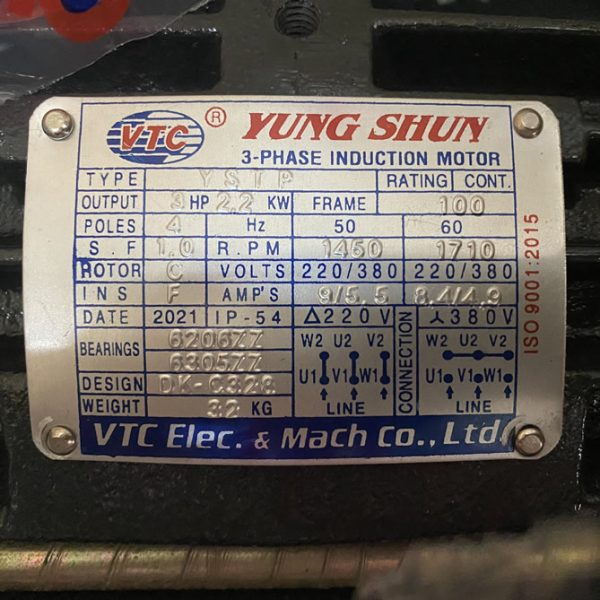 VTC ® YUNG SHUN
3-PHASE INDUCTION MOTOR
TYPE YSTP RATING CONT.
OUTPUT 3 HP 2.2 KW FRAME 100
POLES 4 Hz 50 60
S. F 1.0 R.P.M 1450 1710
ROTOR C VOLTS 220/380 220/380
INS F AMP'S 9/5.5 8.4/4.9
DATE 2021 IP-54 Δ220V 人380V
BEARINGS 6206ZZ
6305ZZ
CONNECTION
W2 U2 V2 W2 U2 V2
U1 V1 W1 U1 V1 W1
LINE LINE
DESIGN DK-C328
WEIGHT 32 KG
VTC Elec. & Mach Co., Ltd
ISO 9001:2015